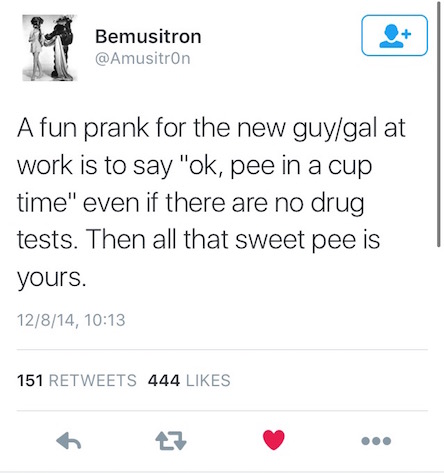 Bemusitron
@Amusitr0n
A fun prank for the new guy/gal at
work is to say "ok, pee in a cup
time" even if there are no drug
tests. Then all that sweet pee is
yours.
12/8/14, 10:13
151 RETWEETS 444 LIKES